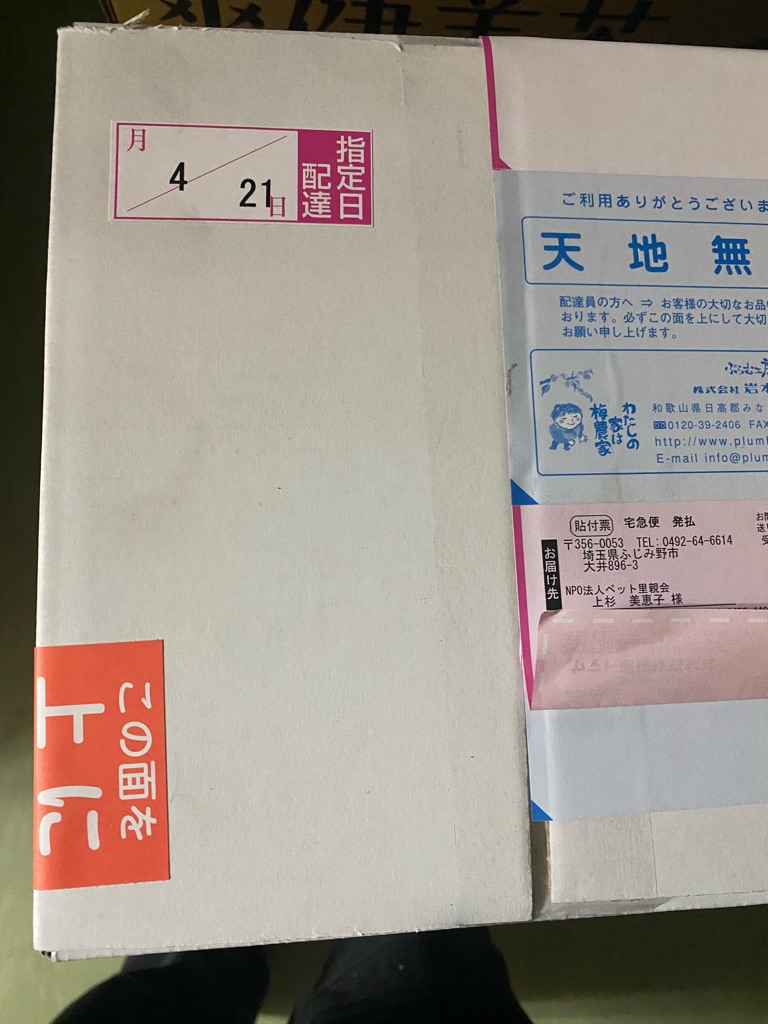 爽健美茶
月
4
21日
指定日
配達
ご利用ありがとうございま
天地無
配達員の方へ ⇒ お客様の大切なお品
おります。必ずこの面を上にして大切
お願い申し上げます。
わたしの
家は
梅農家
株式会社 岩本
和歌山県日高郡みな
0120-39-2406 FAX
http://www.plum
E-mail info@plum
貼付票 宅急便 発払
〒356-0053 TEL:0492-64-6614
埼玉県ふじみ野市
大井896-3
お届け先
NPO法人ペット里親会
上杉 美恵子 様
この面を
上に